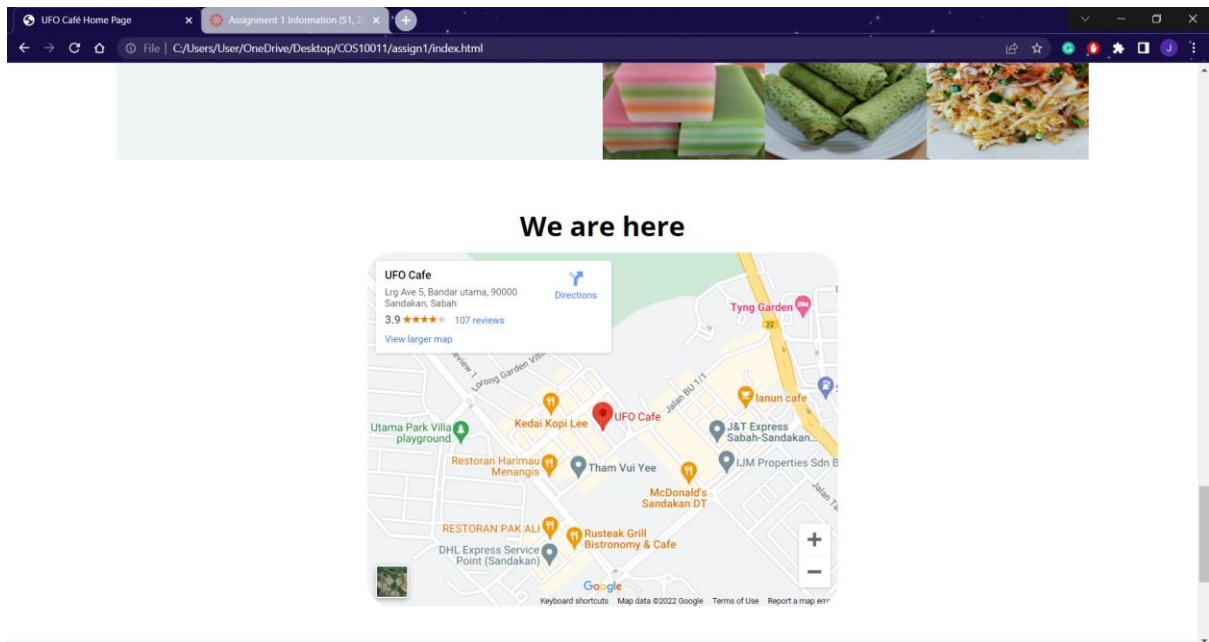 UFO Café Home Page
Assignment 1 Information (S1, 2
File
C:/Users/User/OneDrive/Desktop/COS10011/assign1/index.html
J
We are here
UFO Cafe
Lrg Ave 5, Bandar utama, 90000
Sandakan, Sabah
3.9
107 reviews
View larger map
Directions
Tyng Garden
22
Lorong Garden
Jalan BU 1/1
Ianun cafe
Kedai Kopi Lee
UFO Cafe
Utama Park Villa
playground
J&T Express
Sabah-Sandakan...
Restoran Harimau
Menangis
Tham Vui Yee
IJM Properties Sdn B
McDonald's
Sandakan DT
RESTORAN PAK ALI
Rusteak Grill
Bistronomy & Cafe
DHL Express Service
Point (Sandakan)
Google
Keyboard shortcuts Map data ©2022 Google Terms of Use Report a map